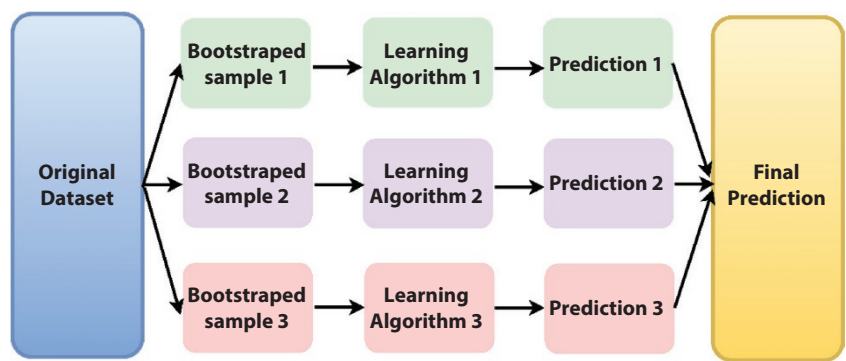 Original
Dataset
Bootstraped
sample 1
Learning
Algorithm 1
Prediction 1
Bootstraped
sample 2
Learning
Algorithm 2
Prediction 2
Bootstraped
sample 3
Learning
Algorithm 3
Prediction 3
Final
Prediction